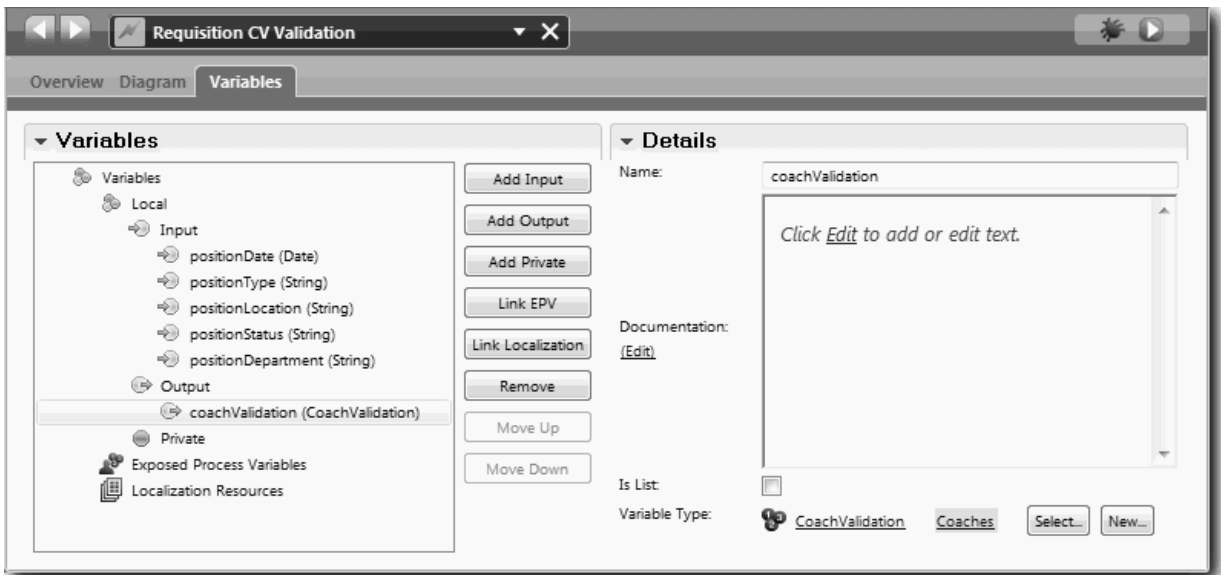 Requisition CV Validation
Overview
Diagram
Variables
Variables
Variables
Local
Input
positionDate (Date)
positionType (String)
positionLocation (String)
positionStatus (String)
positionDepartment (String)
Output
coachValidation (CoachValidation)
Private
Exposed Process Variables
Localization Resources
Add Input
Add Output
Add Private
Link EPV
Link Localization
Remove
Move Up
Move Down
Details
Name:
coachValidation
Click Edit to add or edit text.
Documentation:
(Edit)
Is List:
Variable Type:
CoachValidation
Coaches
Select...
New...